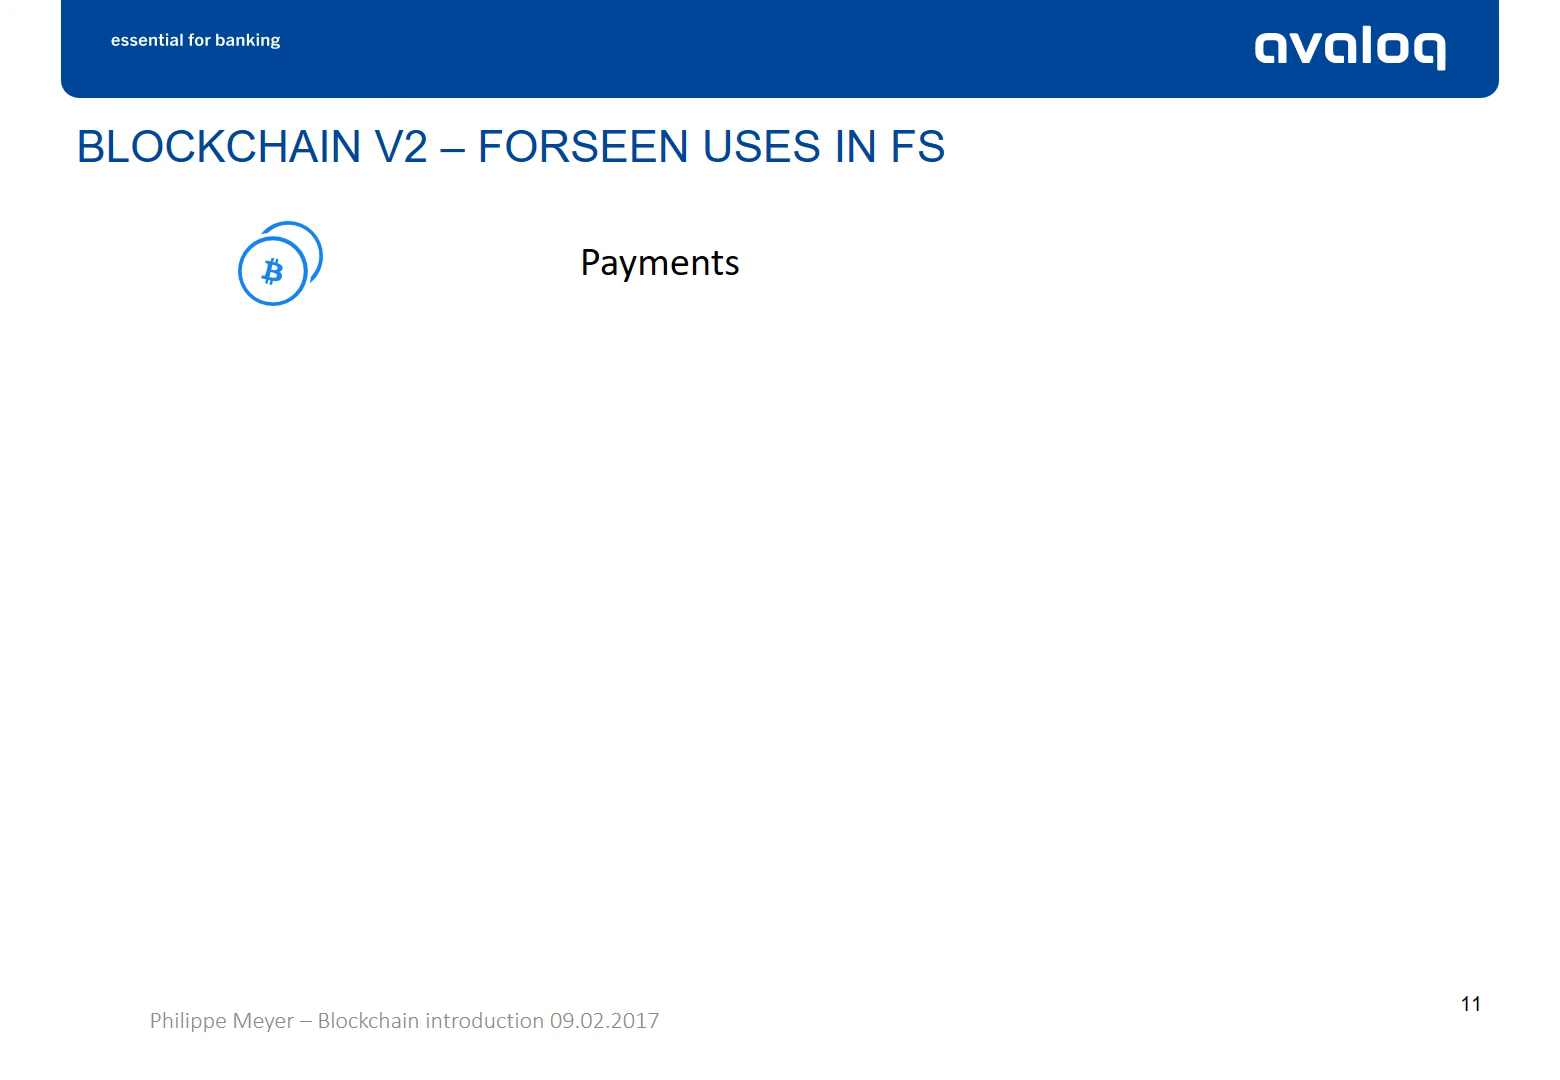 essential for banking
avaloq
BLOCKCHAIN V2 – FORSEEN USES IN FS
Payments
11
Philippe Meyer – Blockchain introduction 09.02.2017